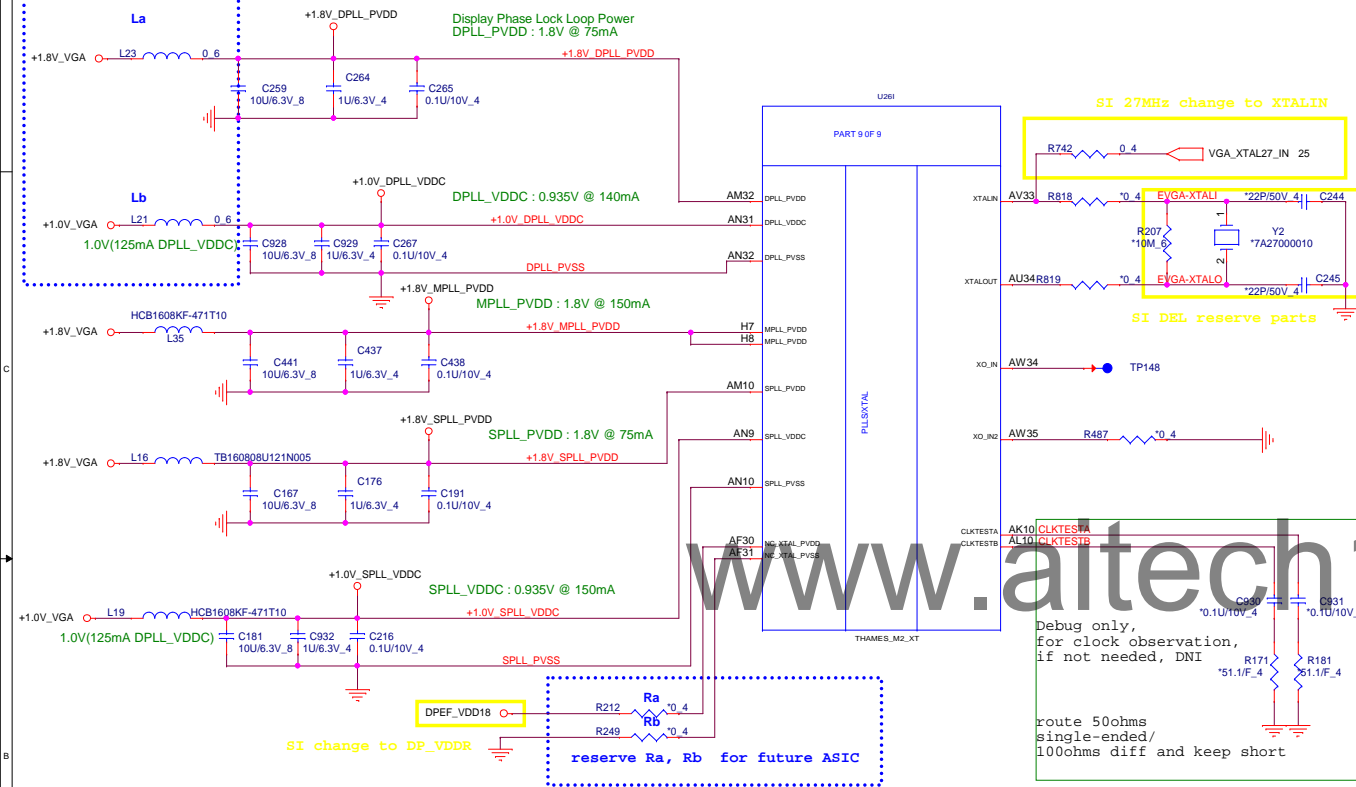 La
+1.8V_DPLL_PVDD
Display Phase Lock Loop Power
DPLL_PVDD : 1.8V @ 75mA
+1.8V_VGA
L23
0_6
+1.8V_DPLL_PVDD
C259
10U/6.3V_8
C264
1U/6.3V_4
C265
0.1U/10V_4
Lb
+1.0V_DPLL_VDDC
DPLL_VDDC : 0.935V @ 140mA
+1.0V_VGA
L21
0_6
+1.0V_DPLL_VDDC
1.0V(125mA DPLL_VDDC)
C928
10U/6.3V_8
C929
1U/6.3V_4
C267
0.1U/10V_4
DPLL_PVSS
+1.8V_MPLL_PVDD
MPLL_PVDD : 1.8V @ 150mA
HCB1608KF-471T10
+1.8V_VGA
L35
+1.8V_MPLL_PVDD
C441
10U/6.3V_8
C437
1U/6.3V_4
C438
0.1U/10V_4
+1.8V_SPLL_PVDD
SPLL_PVDD : 1.8V @ 75mA
+1.8V_VGA
L16
TB160808U121N005
+1.8V_SPLL_PVDD
C167
10U/6.3V_8
C176
1U/6.3V_4
C191
0.1U/10V_4
+1.0V_SPLL_VDDC
SPLL_VDDC : 0.935V @ 150mA
+1.0V_VGA
L19
HCB1608KF-471T10
+1.0V_SPLL_VDDC
1.0V(125mA DPLL_VDDC)
C181
10U/6.3V_8
C932
1U/6.3V_4
C216
0.1U/10V_4
SPLL_PVSS
DPEF_VDD18
SI change to DP_VDDR
R212
Ra
*0_4
R249
Rb
*0_4
reserve Ra, Rb for future ASIC
U26I
PART 9 OF 9
PLLS/XTAL
THAMES_M2_XT
AM32
DPLL_PVDD
AN31
DPLL_VDDC
AN32
DPLL_PVSS
H7
MPLL_PVDD
H8
MPLL_PVDD
AM10
SPLL_PVDD
AN9
SPLL_VDDC
AN10
SPLL_PVSS
AF30
NC_XTAL_PVDD
AF31
NC_XTAL_PVSS
XTALIN
AV33
XTALOUT
AU34
XO_IN
AW34
XO_IN2
AW35
CLKTESTA
AK10
CLKTESTA
CLKTESTB
AL10
CLKTESTB
SI 27MHz change to XTALIN
R742
0_4
VGA_XTAL27_IN 25
R818
*0_4
EVGA-XTALI
*22P/50V_4
C244
R207
*10M_6
1
2
Y2
*7A27000010
R819
*0_4
EVGA-XTALO
*22P/50V_4
C245
SI DEL reserve parts
TP148
R487
*0_4
www.aitech
C930
*0.1U/10V_4
C931
*0.1U/10V_
Debug only,
for clock observation,
if not needed, DNI
R171
*51.1/F_4
R181
*51.1/F_4
route 50ohms
single-ended/
100ohms diff and keep short
C
B